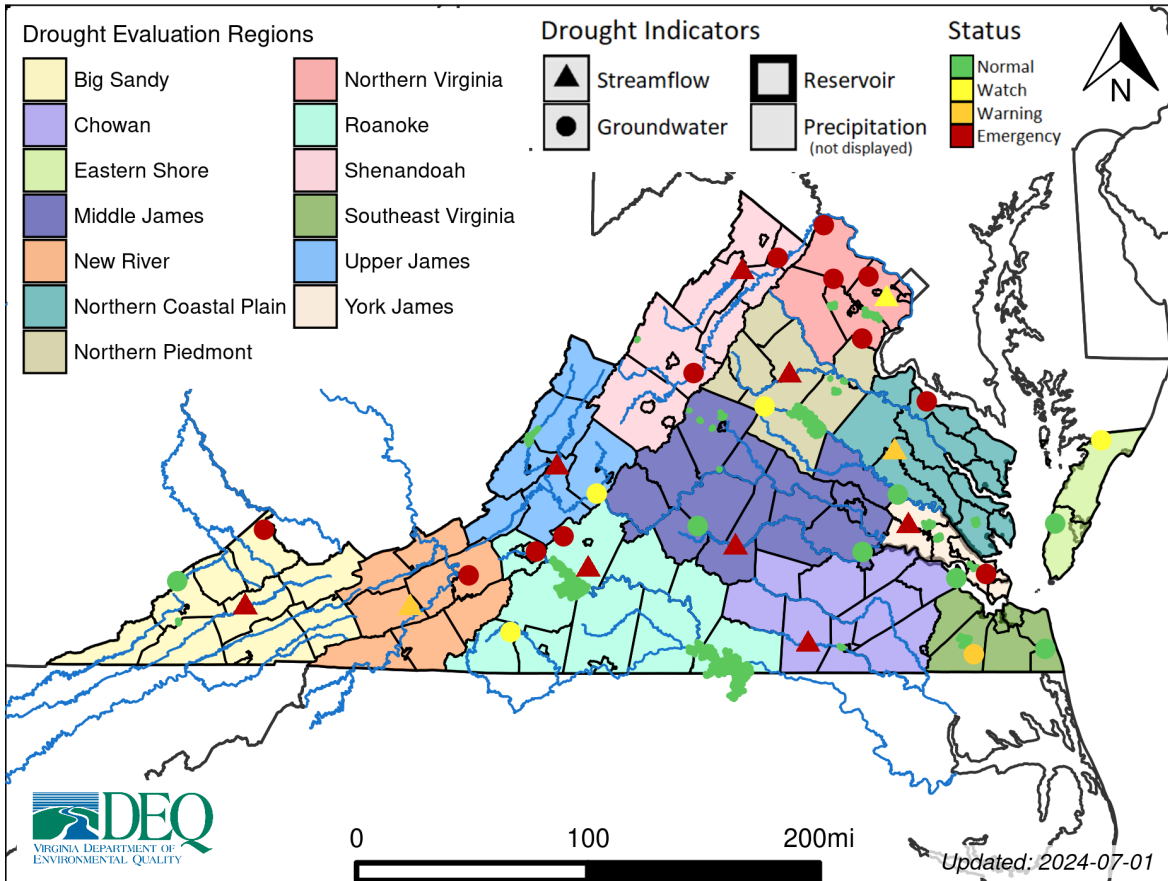 Drought Evaluation Regions
Big Sandy
Chowan
Eastern Shore
Middle James
New River
Northern Coastal Plain
Northern Piedmont
Northern Virginia
Roanoke
Shenandoah
Southeast Virginia
Upper James
York James
Drought Indicators
Streamflow
Groundwater
Reservoir
Precipitation
(not displayed)
Status
Normal
Watch
Warning
Emergency
N
DEQ
VIRGINIA DEPARTMENT OF
ENVIRONMENTAL QUALITY
0 100 200mi
Updated: 2024-07-01